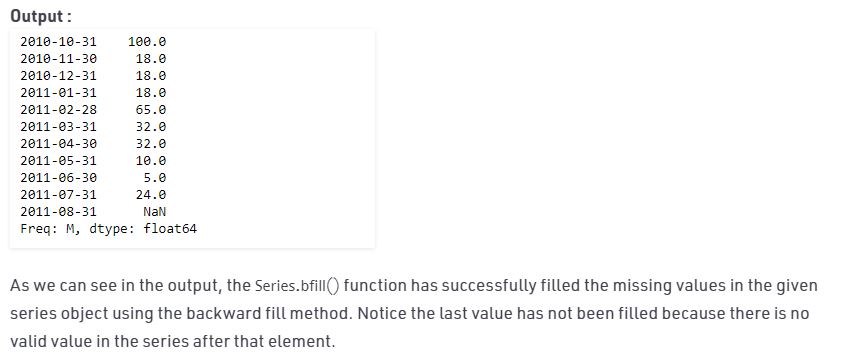 Output :
2010-10-31    100.0
2010-11-30     18.0
2010-12-31     18.0
2011-01-31     18.0
2011-02-28     65.0
2011-03-31     32.0
2011-04-30     32.0
2011-05-31     10.0
2011-06-30      5.0
2011-07-31     24.0
2011-08-31      NaN
Freq: M, dtype: float64
As we can see in the output, the Series.bfill() function has successfully filled the missing values in the given
series object using the backward fill method. Notice the last value has not been filled because there is no
valid value in the series after that element.